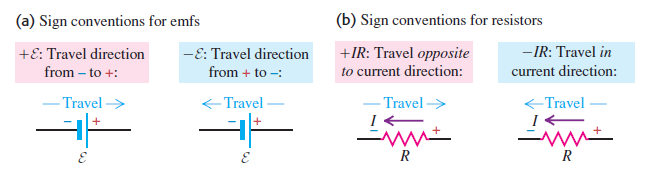 (a) Sign conventions for emfs
+ℰ: Travel direction
from – to +:
–ℰ: Travel direction
from + to –:
Travel
– +
ℰ
Travel
– +
ℰ
(b) Sign conventions for resistors
+IR: Travel opposite
to current direction:
–IR: Travel in
current direction:
Travel
I
– +
R
Travel
I
– +
R